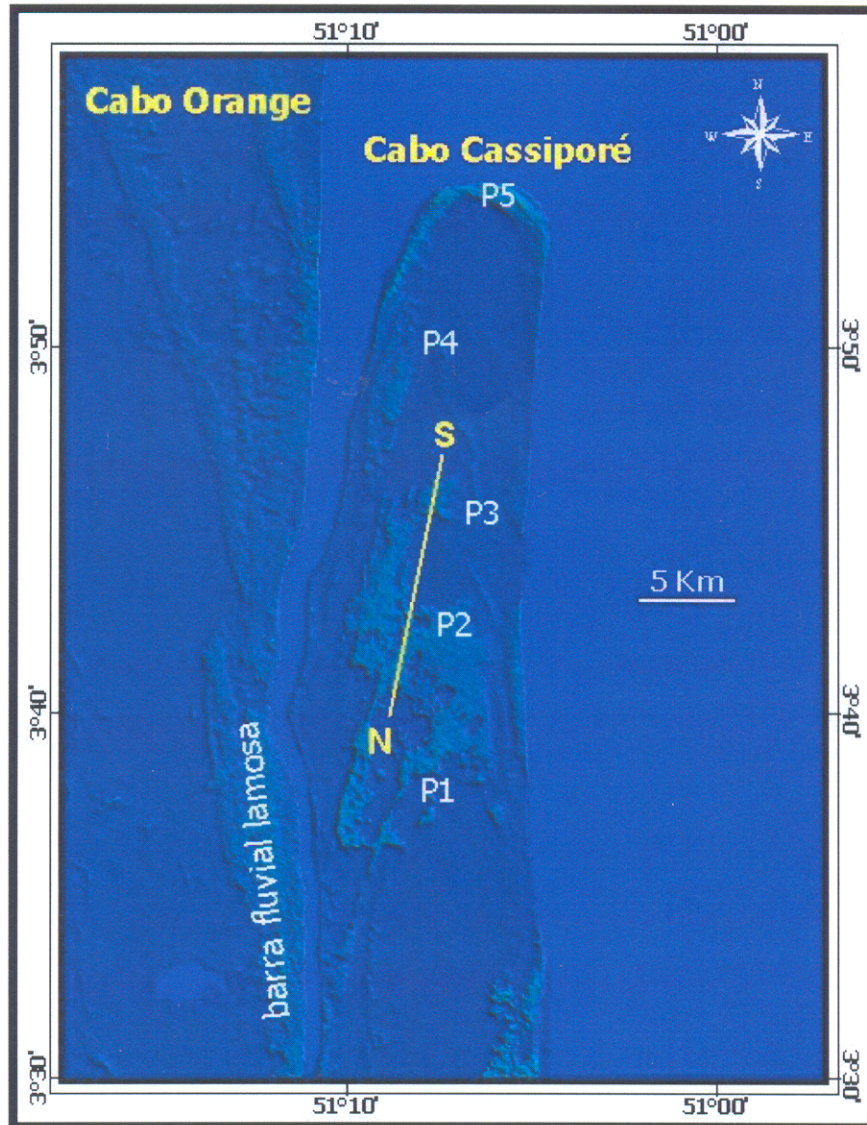 51°10'
51°00'
Cabo Orange
N
W
E
S
Cabo Cassiporé
P5
3°50'
P4
3°50'
S
P3
5 Km
P2
3°40'
3°40'
N
P1
barra fluvial lamosa
3°30'
3°30'
51°10'
51°00'